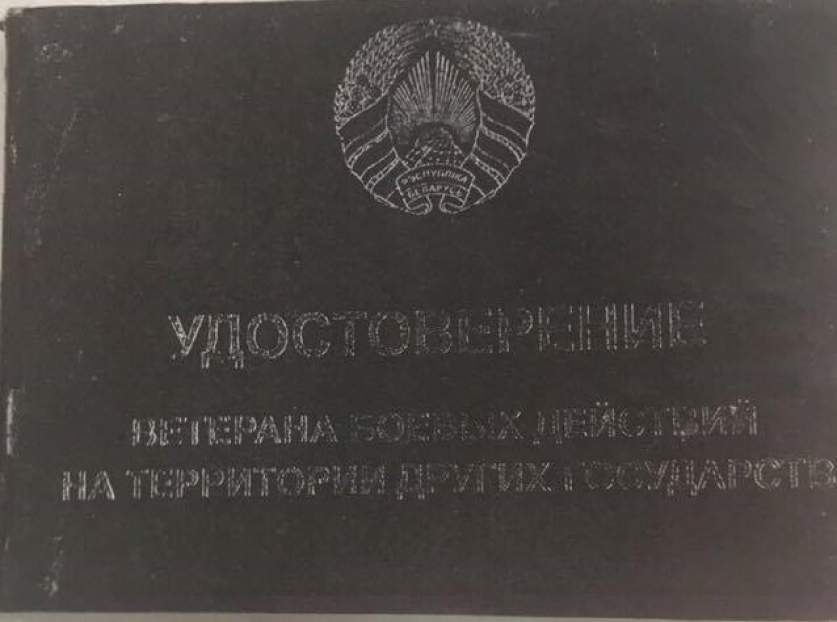 РЭСПУБЛІКА
БЕЛАРУСЬ
УДОСТОВЕРЕНИЕ
ВЕТЕРАНА БОЕВЫХ ДЕЙСТВИЙ
НА ТЕРРИТОРИИ ДРУГИХ ГОСУДАРСТВ